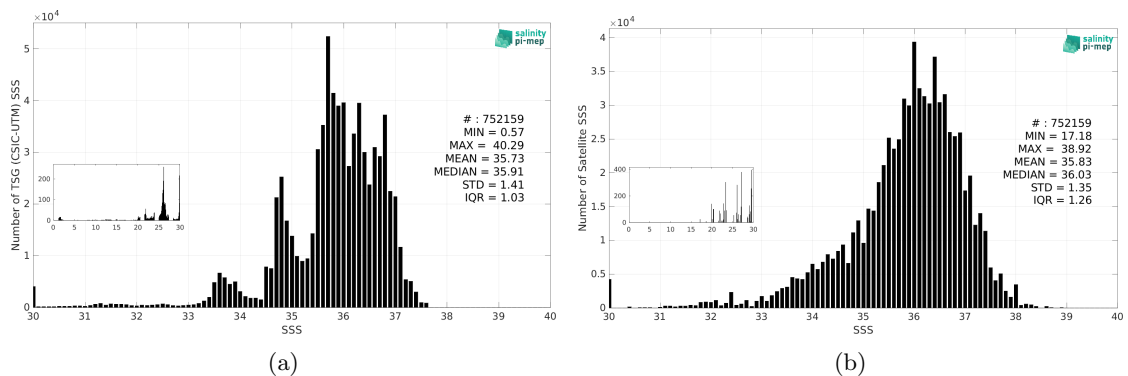 (a)
×10⁴
salinity
pi-mep
Number of TSG (CSIC-UTM) SSS
5
4
3
2
1
0
# : 752159
MIN = 0.57
MAX = 40.29
MEAN = 35.73
MEDIAN = 35.91
STD = 1.41
IQR = 1.03
200
100
0
0 5 10 15 20 25 30
30 31 32 33 34 35 36 37 38 39 40
SSS
(b)
×10⁴
salinity
pi-mep
Number of Satellite SSS
4
3.5
3
2.5
2
1.5
1
0.5
0
# : 752159
MIN = 17.18
MAX = 38.92
MEAN = 35.83
MEDIAN = 36.03
STD = 1.35
IQR = 1.26
400
200
0
0 5 10 15 20 25 30
30 31 32 33 34 35 36 37 38 39 40
SSS